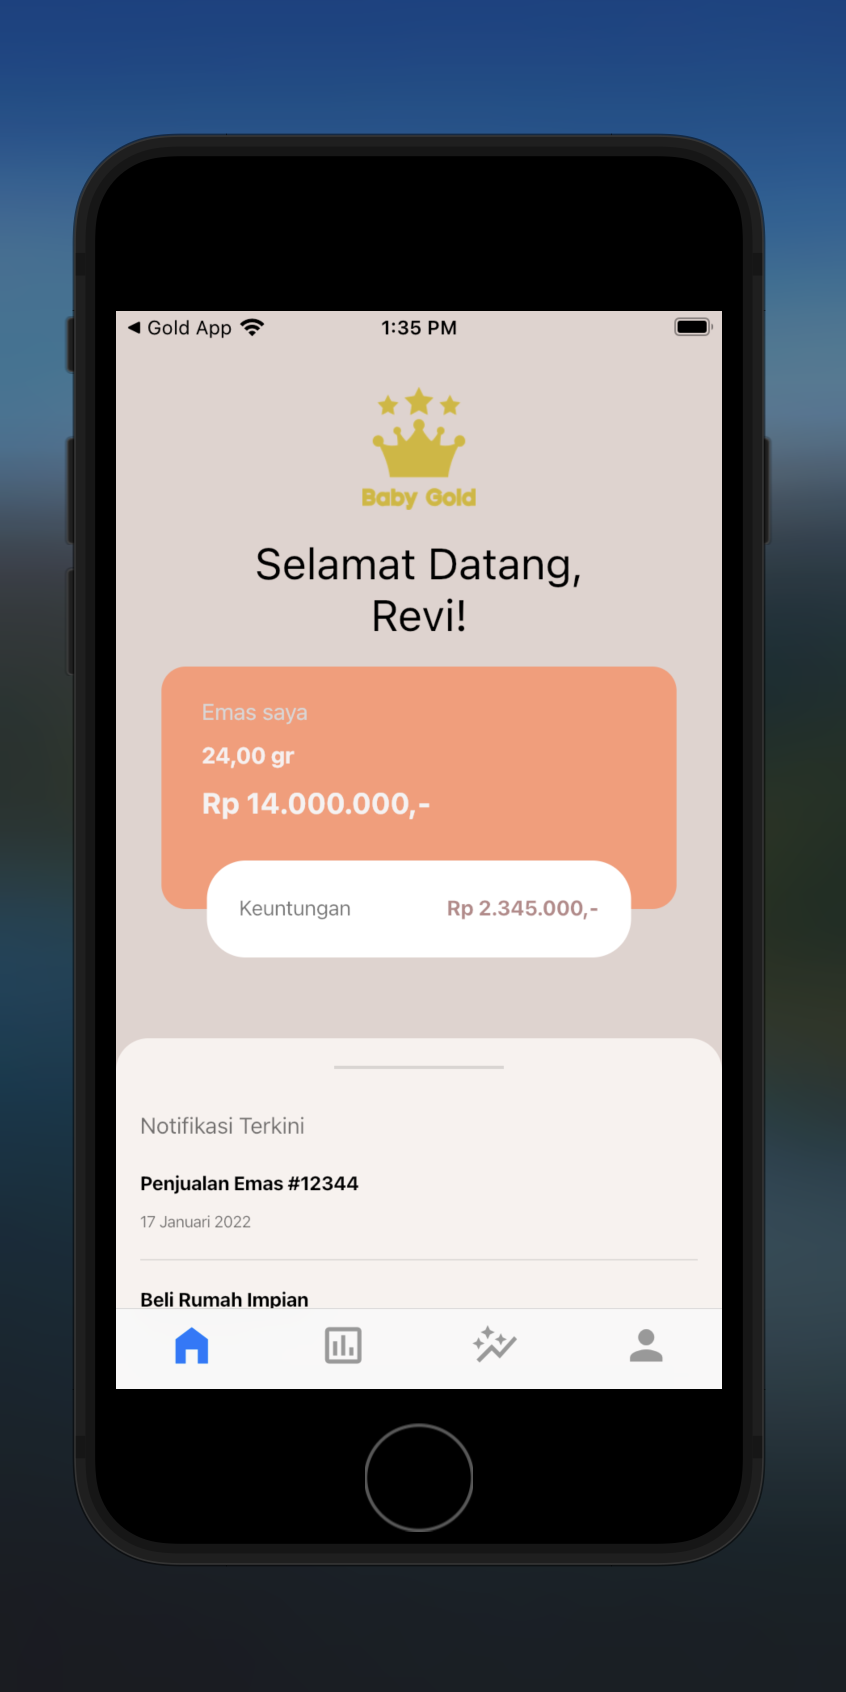 Gold App
1:35 PM
Baby Gold
Selamat Datang,
Revi!
Emas saya
24,00 gr
Rp 14.000.000,-
Keuntungan Rp 2.345.000,-
Notifikasi Terkini
Penjualan Emas #12344
17 Januari 2022
Beli Rumah Impian